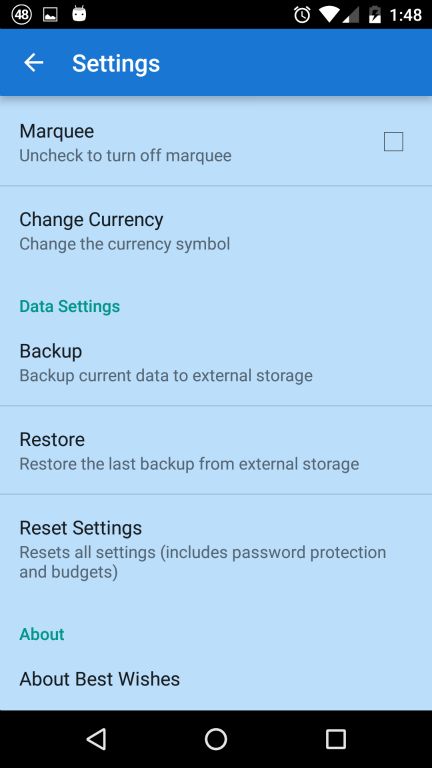 48
1:48
Settings
Marquee
Uncheck to turn off marquee
Change Currency
Change the currency symbol
Data Settings
Backup
Backup current data to external storage
Restore
Restore the last backup from external storage
Reset Settings
Resets all settings (includes password protection
and budgets)
About
About Best Wishes